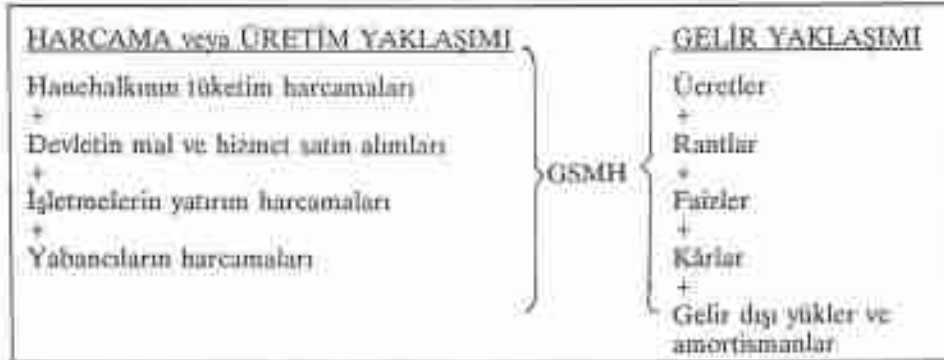 HARCAMA veya ÜRETİM YAKLAŞIMI
Hanehalkının tüketim harcamaları
+
Devletin mal ve hizmet satın alımları
+
İşletmelerin yatırım harcamaları
+
Yabancıların harcamaları
GSMH
GELİR YAKLAŞIMI
Ücretler
+
Rantlar
+
Faizler
+
Kârlar
+
Gelir dışı yükler ve
amortismanlar